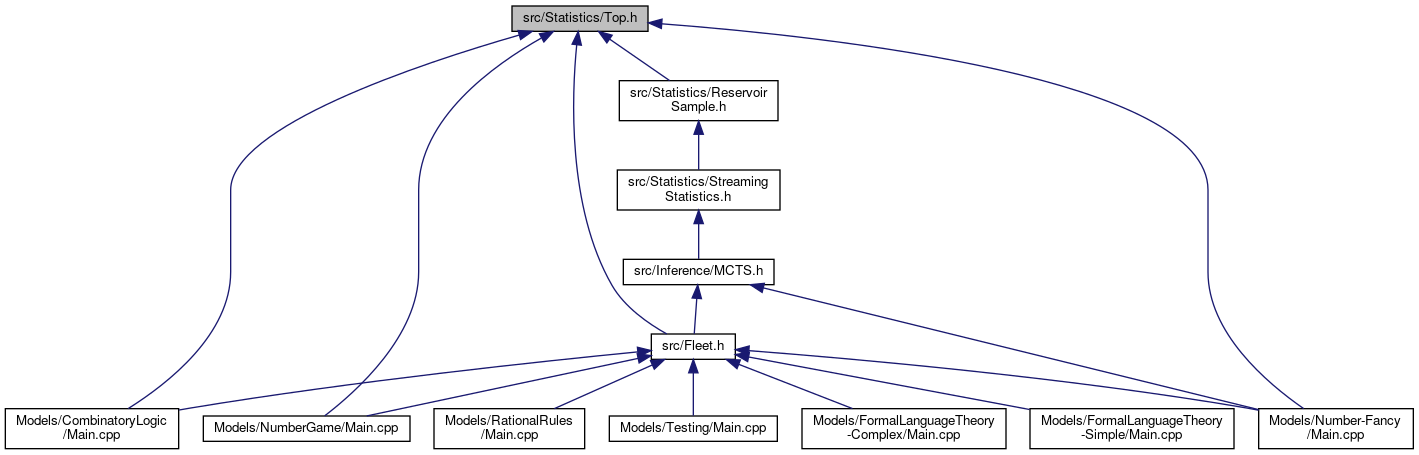 src/Statistics/Top.h
src/Statistics/Reservoir
Sample.h
src/Statistics/Streaming
Statistics.h
src/Inference/MCTS.h
src/Fleet.h
Models/CombinatoryLogic
/Main.cpp
Models/NumberGame/Main.cpp
Models/RationalRules
/Main.cpp
Models/Testing/Main.cpp
Models/FormalLanguageTheory
-Complex/Main.cpp
Models/FormalLanguageTheory
-Simple/Main.cpp
Models/Number-Fancy
/Main.cpp